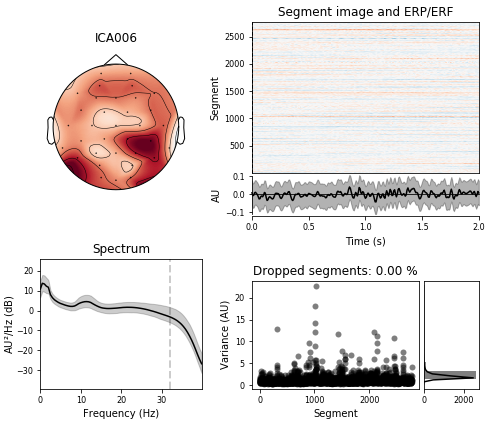 ICA006
Segment image and ERP/ERF
2500
2000
1500
1000
500
Segment
0.1
0.0
−0.1
AU
0.0 0.5 1.0 1.5 2.0
Time (s)
Spectrum
20
10
0
−10
−20
−30
AU²/Hz (dB)
0 10 20 30
Frequency (Hz)
Dropped segments: 0.00 %
20
15
10
5
0
Variance (AU)
0 1000 2000
Segment
0 2000